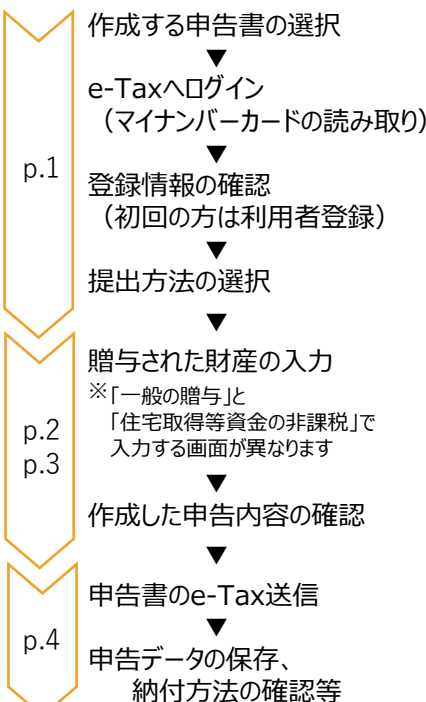 作成する申告書の選択
▼
e-Taxへログイン
（マイナンバーカードの読み取り）
▼
p.1
登録情報の確認
（初回の方は利用者登録）
▼
提出方法の選択
▼
贈与された財産の入力
※「一般の贈与」と
「住宅取得等資金の非課税」で
入力する画面が異なります
p.2
p.3
▼
作成した申告内容の確認
▼
申告書のe-Tax送信
▼
p.4
申告データの保存、
納付方法の確認等